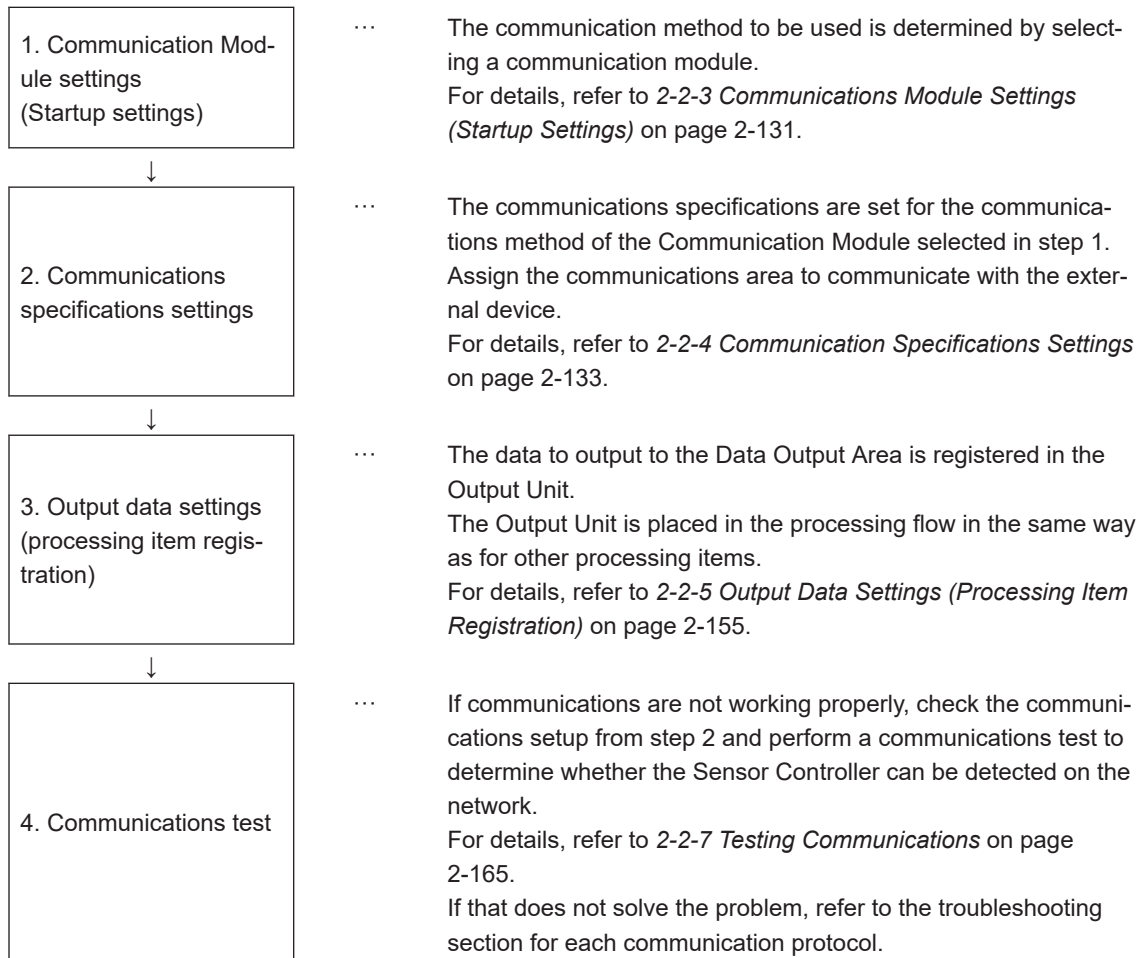 1. Communication Mod-
ule settings
(Startup settings)
… The communication method to be used is determined by select-
ing a communication module.
For details, refer to 2-2-3 Communications Module Settings
(Startup Settings) on page 2-131.
↓
2. Communications
specifications settings
… The communications specifications are set for the communica-
tions method of the Communication Module selected in step 1.
Assign the communications area to communicate with the exter-
nal device.
For details, refer to 2-2-4 Communication Specifications Settings
on page 2-133.
↓
3. Output data settings
(processing item regis-
tration)
… The data to output to the Data Output Area is registered in the
Output Unit.
The Output Unit is placed in the processing flow in the same way
as for other processing items.
For details, refer to 2-2-5 Output Data Settings (Processing Item
Registration) on page 2-155.
↓
4. Communications test
… If communications are not working properly, check the communi-
cations setup from step 2 and perform a communications test to
determine whether the Sensor Controller can be detected on the
network.
For details, refer to 2-2-7 Testing Communications on page
2-165.
If that does not solve the problem, refer to the troubleshooting
section for each communication protocol.